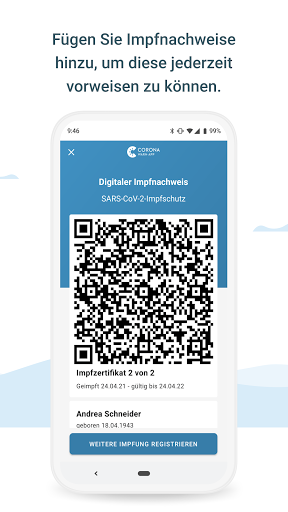 Fügen Sie Impfnachweise
hinzu, um diese jederzeit
vorweisen zu können.
9:46
99%
CORONA
WARN-APP
Digitaler Impfnachweis
SARS-CoV-2-Impfschutz
Impfzertifikat 2 von 2
Geimpft 24.04.21 - gültig bis 24.04.22
Andrea Schneider
geboren 18.04.1943
WEITERE IMPFUNG REGISTRIEREN